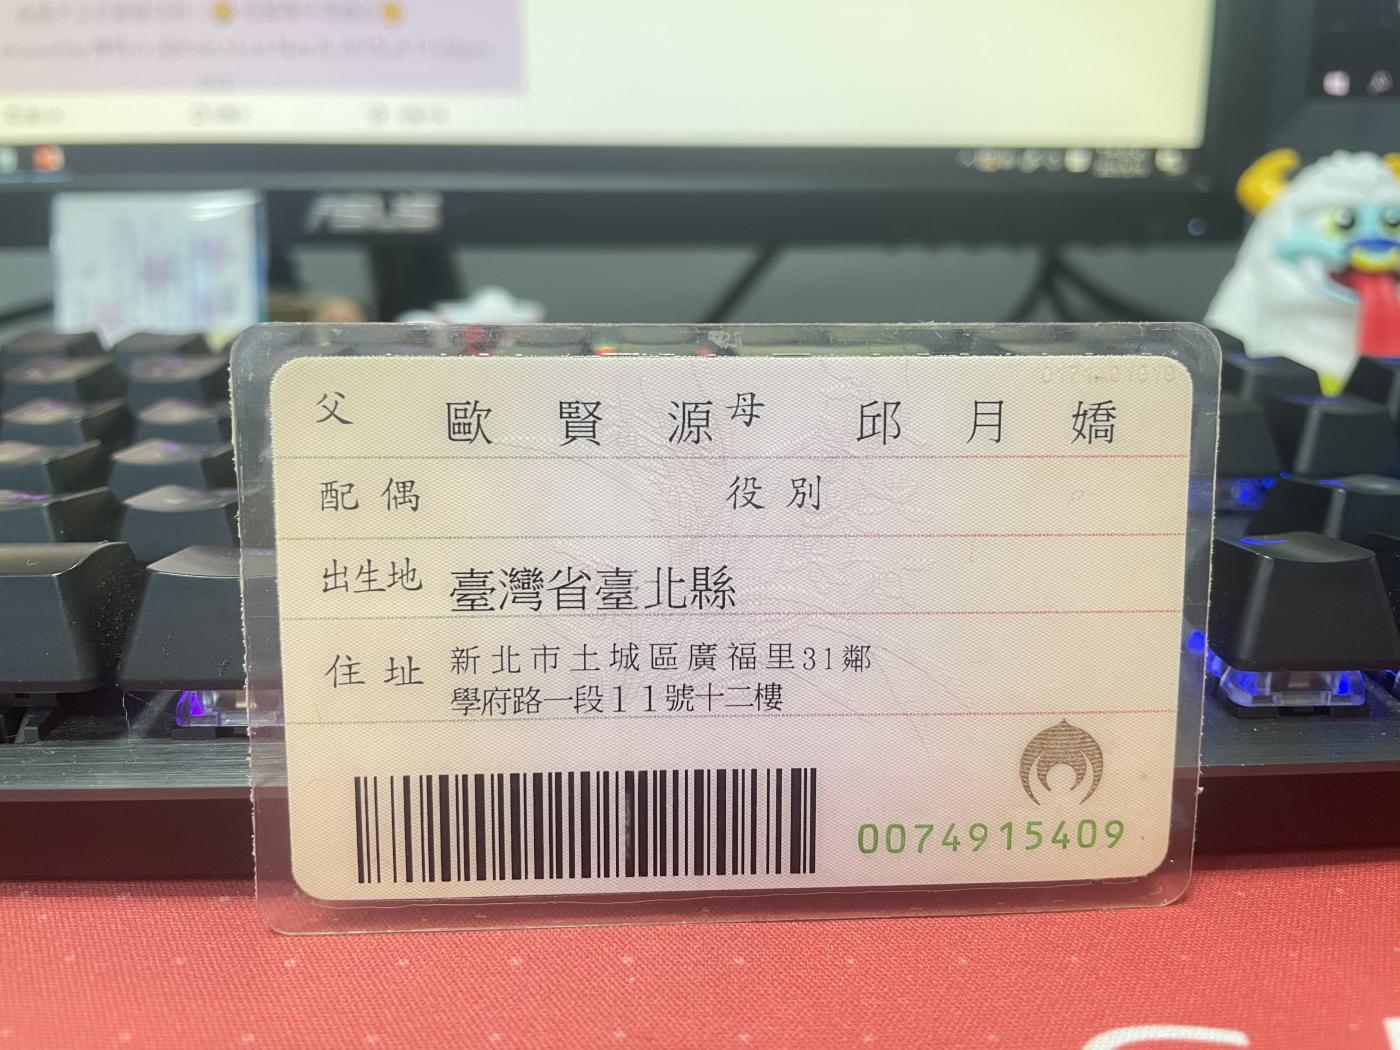 ASUS
父 歐賢源 母 邱月嬌
配偶 役別
出生地 臺灣省臺北縣
住址 新北市土城區廣福里31鄰
學府路一段11號十二樓
0074915409